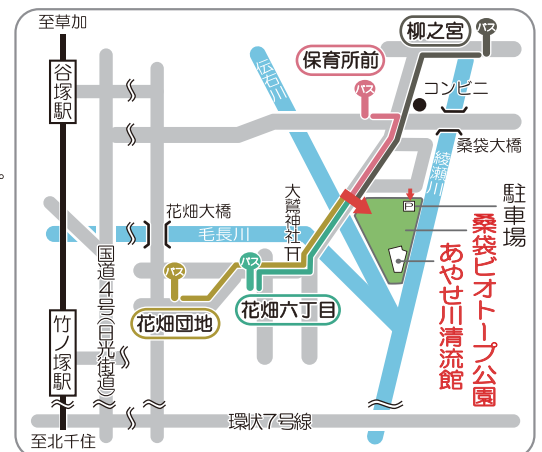 至草加
谷塚駅
竹ノ塚駅
至北千住
国道4号(日光街道)
花畑大橋
毛長川
伝右川
大鷲神社
バス
柳之宮
バス
保育所前
バス
花畑六丁目
バス
花畑団地
コンビニ
桑袋大橋
綾瀬川
P
駐車場
桑袋ビオトープ公園
あやせ川清流館
環状7号線